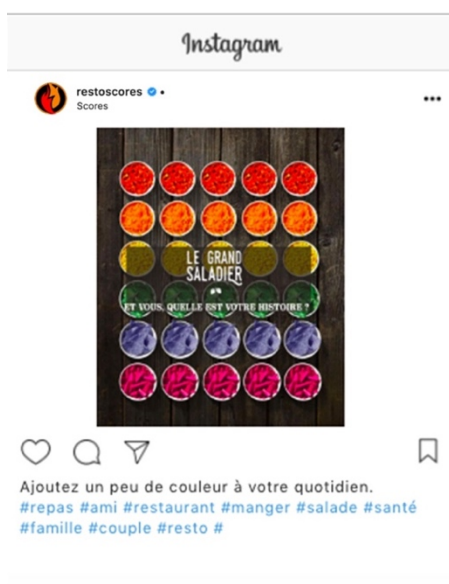 Instagram
restoscores
Scores
LE GRAND
SALADIER
ET VOUS, QUELLE EST VOTRE HISTOIRE ?
Ajoutez un peu de couleur à votre quotidien.
#repas #ami #restaurant #manger #salade #santé
#famille #couple #resto #